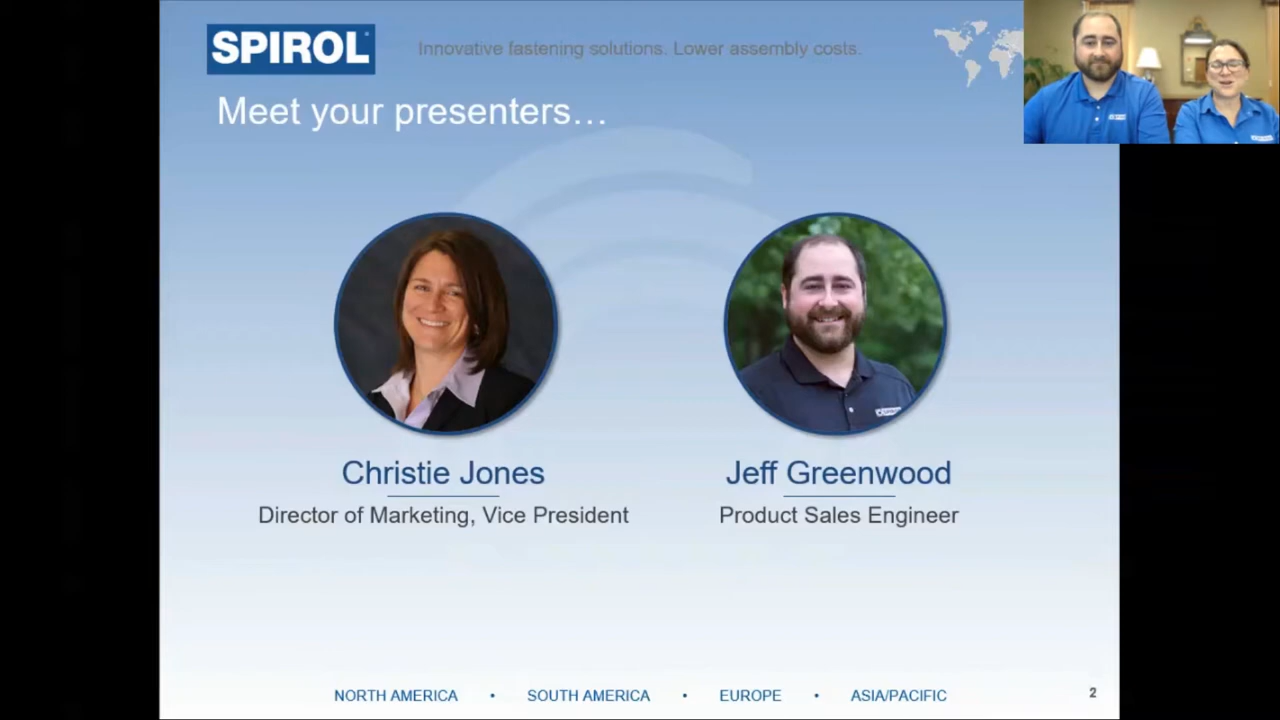 SPIROL
Innovative fastening solutions. Lower assembly costs.
Meet your presenters...
Christie Jones
Director of Marketing, Vice President
Jeff Greenwood
Product Sales Engineer
NORTH AMERICA • SOUTH AMERICA • EUROPE • ASIA/PACIFIC
2